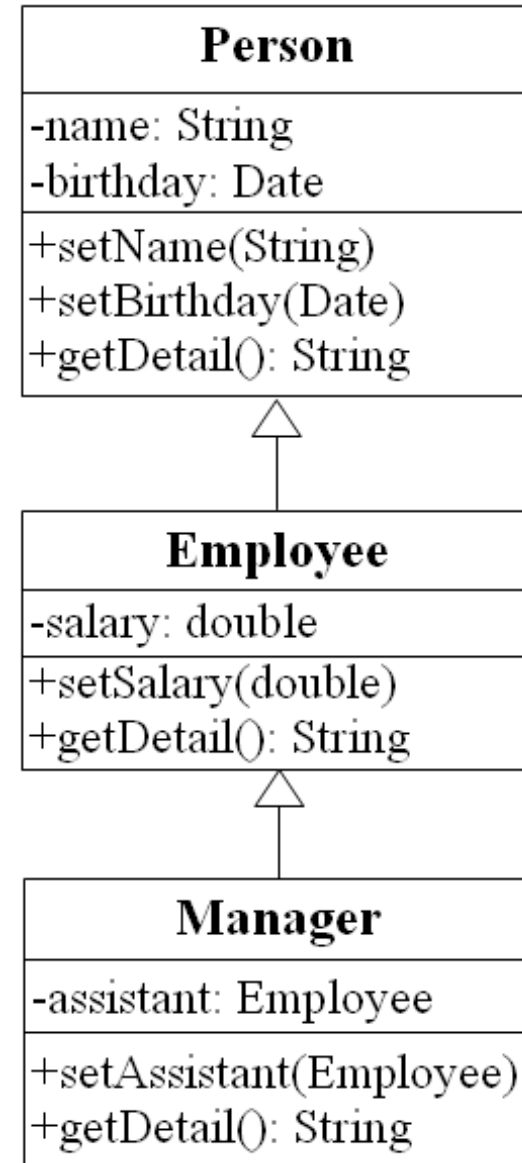 Person
-name: String
-birthday: Date
+setName(String)
+setBirthday(Date)
+getDetail(): String
Employee
-salary: double
+setSalary(double)
+getDetail(): String
Manager
-assistant: Employee
+setAssistant(Employee)
+getDetail(): String